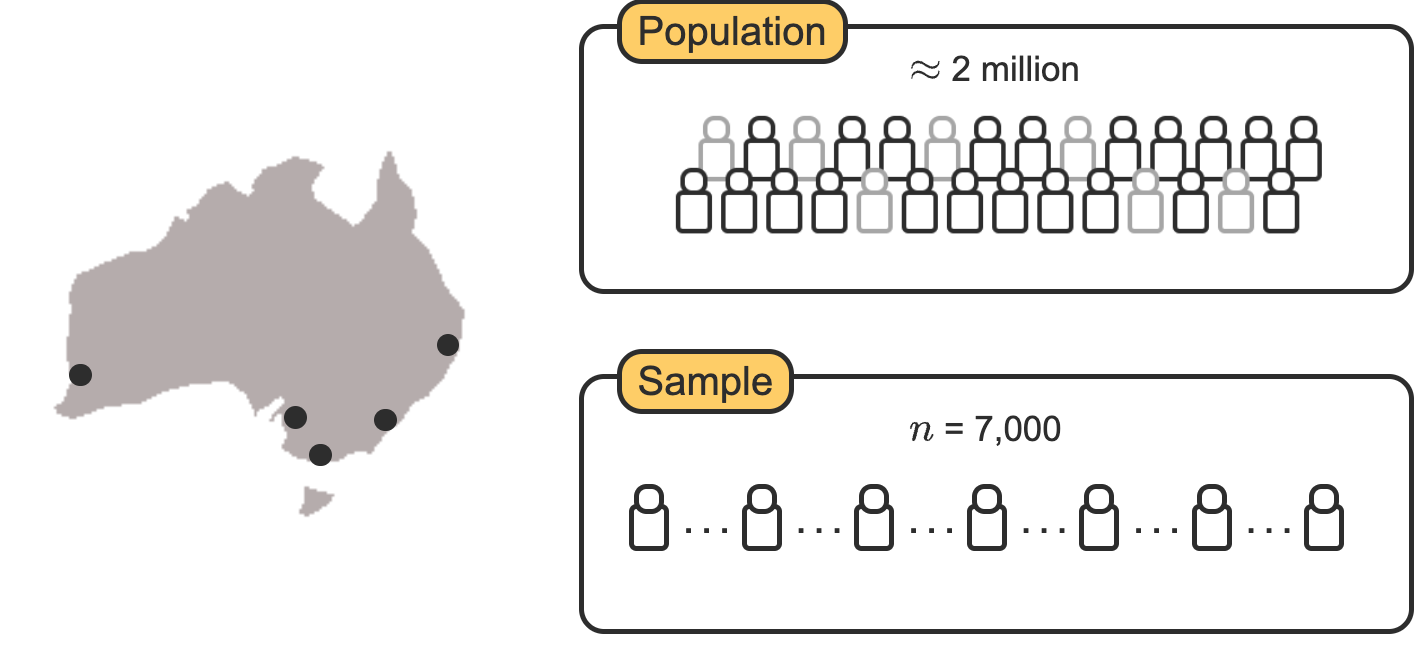 Population
≈ 2 million
Sample
n = 7,000